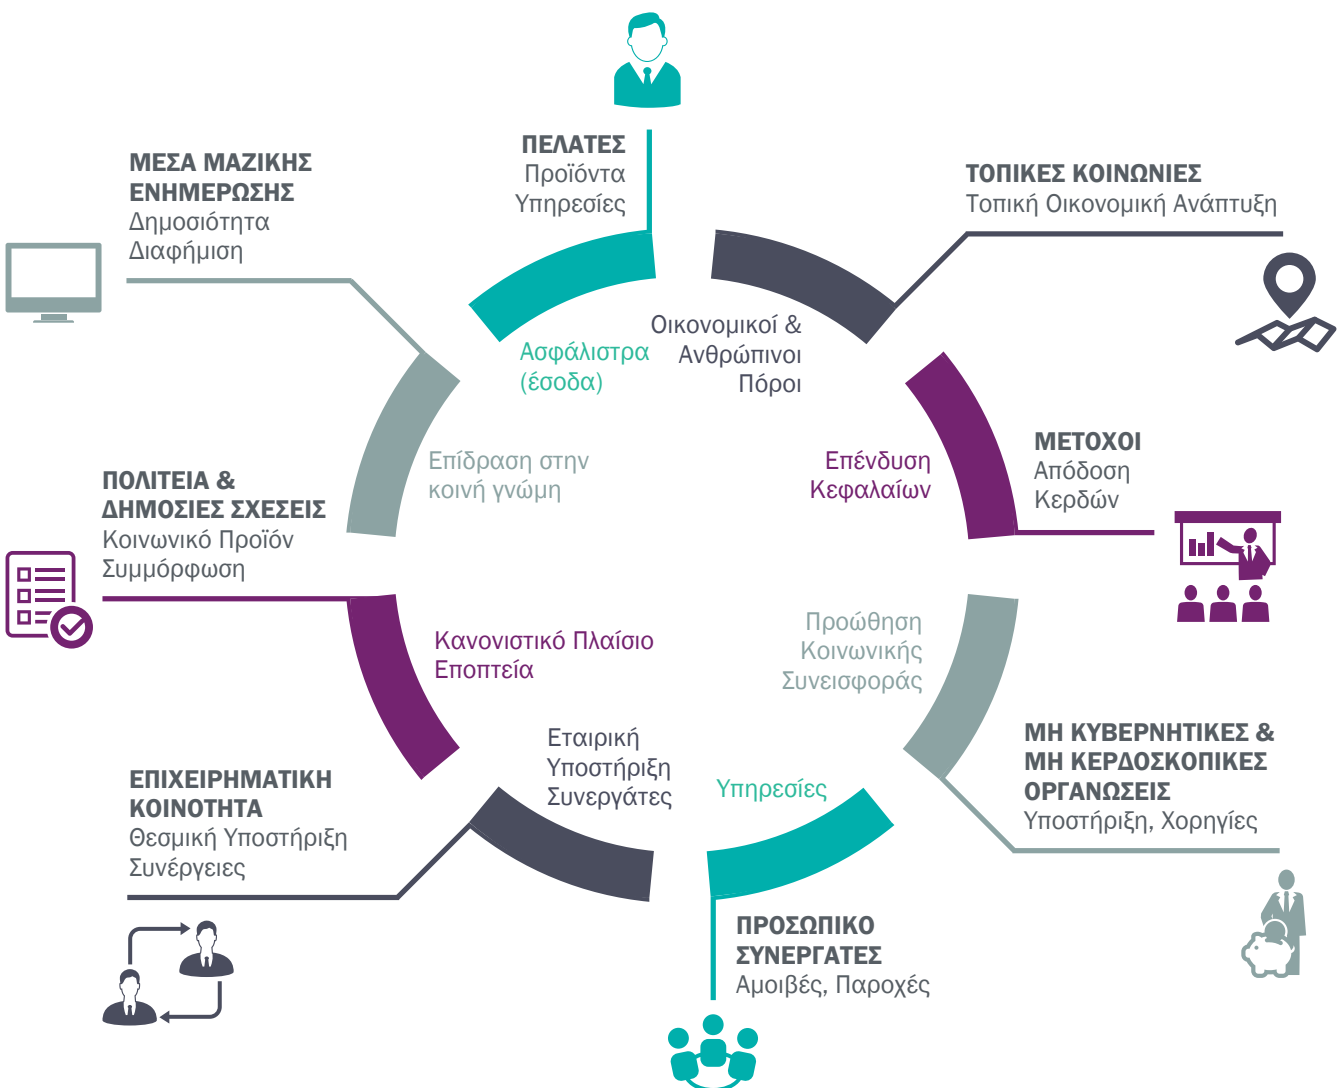 ΠΕΛΑΤΕΣ
Προϊόντα
Υπηρεσίες
Ασφάλιστρα
(έσοδα)
ΤΟΠΙΚΕΣ ΚΟΙΝΩΝΙΕΣ
Τοπική Οικονομική Ανάπτυξη
Οικονομικοί &
Ανθρώπινοι
Πόροι
ΜΕΤΟΧΟΙ
Απόδοση
Κερδών
Επένδυση
Κεφαλαίων
ΜΗ ΚΥΒΕΡΝΗΤΙΚΕΣ &
ΜΗ ΚΕΡΔΟΣΚΟΠΙΚΕΣ
ΟΡΓΑΝΩΣΕΙΣ
Υποστήριξη, Χορηγίες
Προώθηση
Κοινωνικής
Συνεισφοράς
ΠΡΟΣΩΠΙΚΟ
ΣΥΝΕΡΓΑΤΕΣ
Αμοιβές, Παροχές
Υπηρεσίες
ΕΠΙΧΕΙΡΗΜΑΤΙΚΗ
ΚΟΙΝΟΤΗΤΑ
Θεσμική Υποστήριξη
Συνέργειες
Εταιρική
Υποστήριξη
Συνεργάτες
ΠΟΛΙΤΕΙΑ &
ΔΗΜΟΣΙΕΣ ΣΧΕΣΕΙΣ
Κοινωνικό Προϊόν
Συμμόρφωση
Κανονιστικό Πλαίσιο
Εποπτεία
ΜΕΣΑ ΜΑΖΙΚΗΣ
ΕΝΗΜΕΡΩΣΗΣ
Δημοσιότητα
Διαφήμιση
Επίδραση στην
κοινή γνώμη